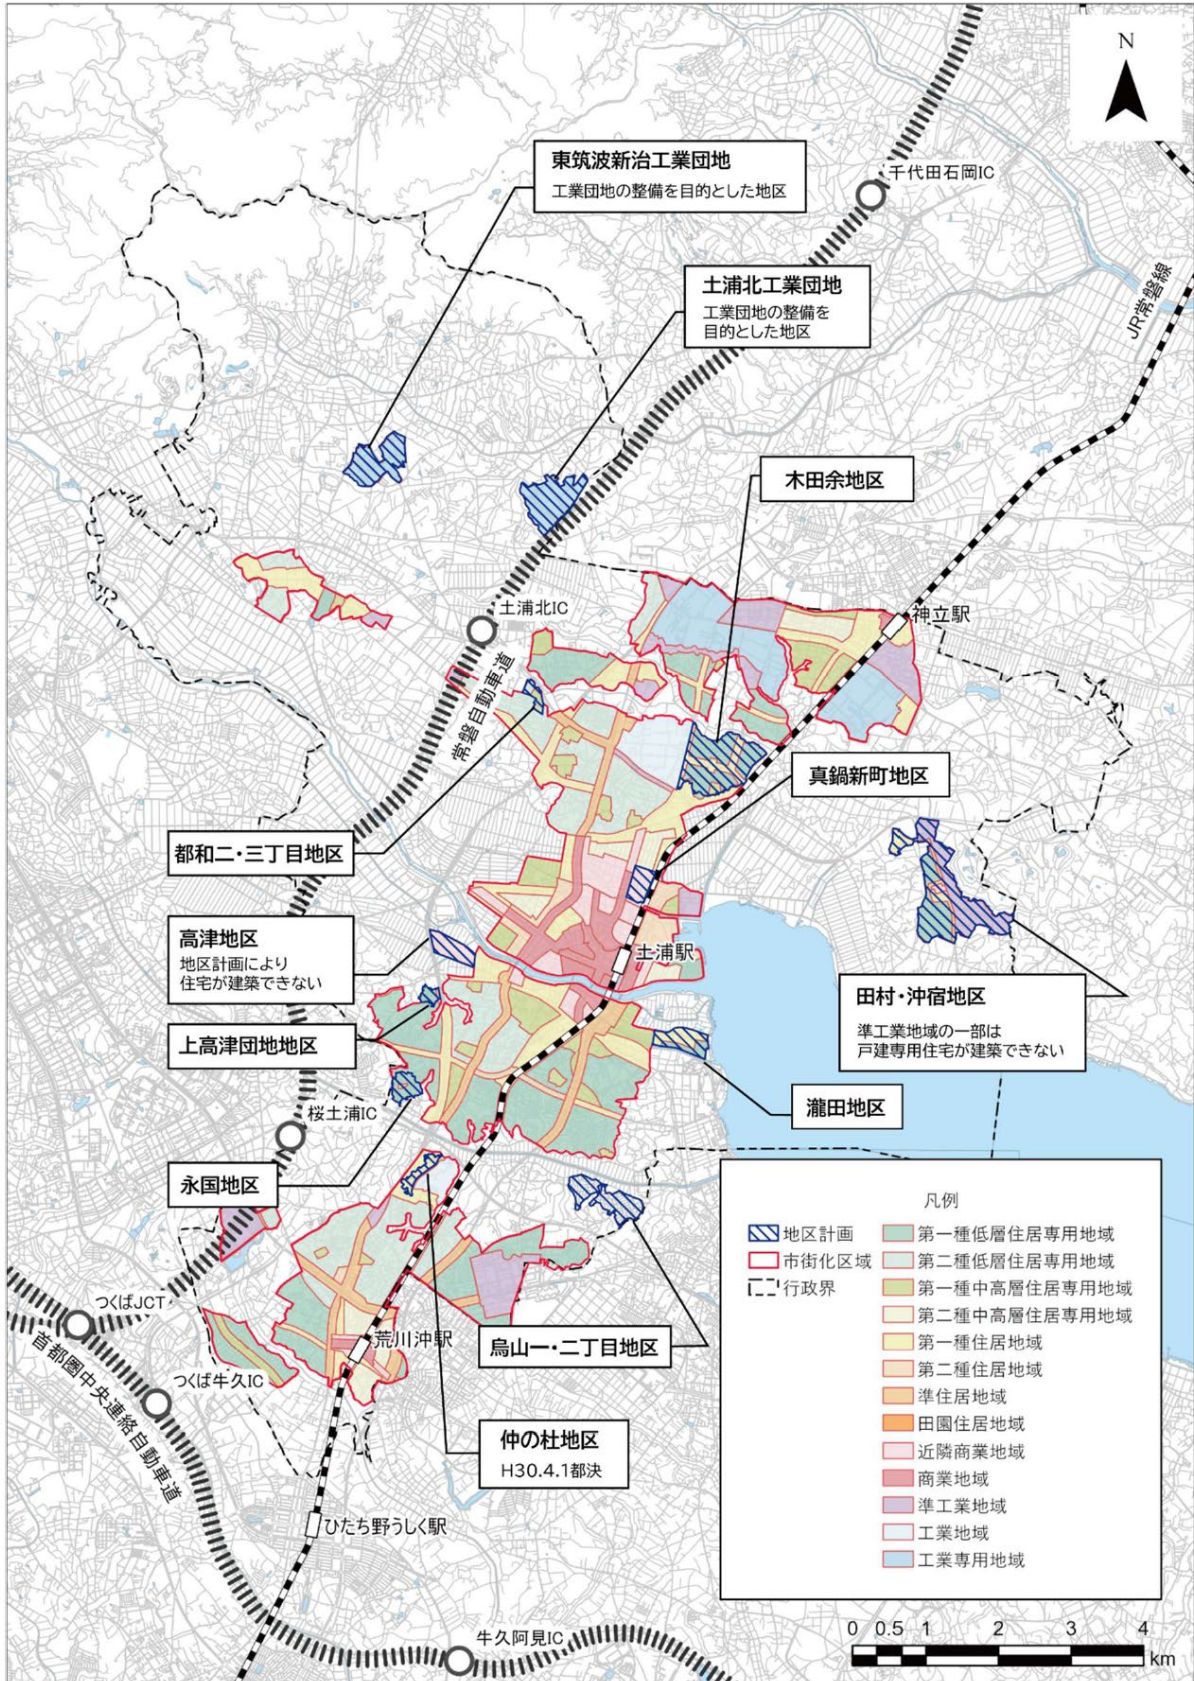 N
東筑波新治工業団地
工業団地の整備を目的とした地区
千代田石岡IC
土浦北工業団地
工業団地の整備を
目的とした地区
JR常磐線
木田余地区
土浦北IC
神立駅
常磐自動車道
真鍋新町地区
都和二・三丁目地区
高津地区
地区計画により
住宅が建築できない
土浦駅
田村・沖宿地区
準工業地域の一部は
戸建専用住宅が建築できない
上高津団地地区
瀧田地区
桜土浦IC
永国地区
凡例
地区計画
市街化区域
行政界
第一種低層住居専用地域
第二種低層住居専用地域
第一種中高層住居専用地域
第二種中高層住居専用地域
第一種住居地域
第二種住居地域
準住居地域
田園住居地域
近隣商業地域
商業地域
準工業地域
工業地域
工業専用地域
つくばJCT
荒川沖駅
烏山一・二丁目地区
つくば牛久IC
首都圏中央連絡自動車道
仲の杜地区
H30.4.1都決
ひたち野うしく駅
牛久阿見IC
0 0.5 1 2 3 4
km